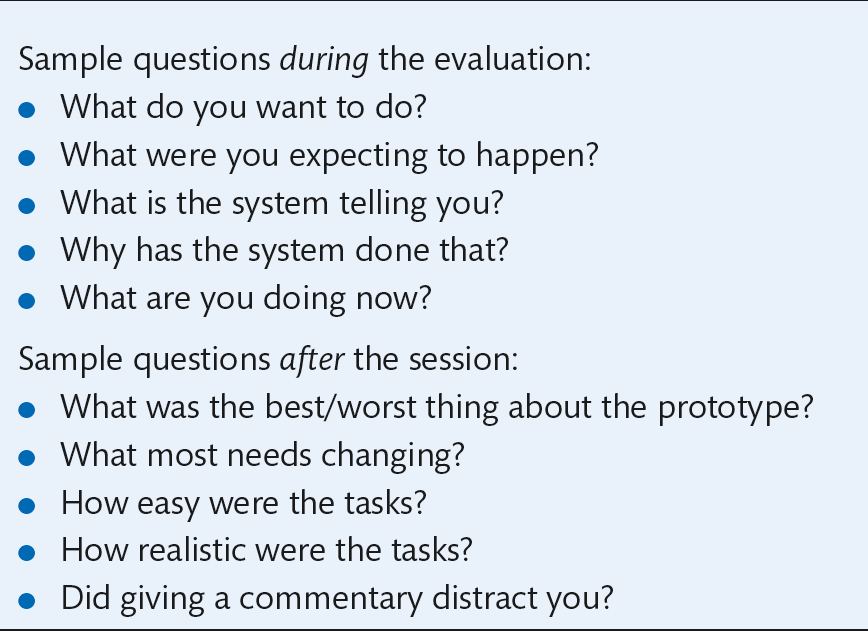 Sample questions during the evaluation:
● What do you want to do?
● What were you expecting to happen?
● What is the system telling you?
● Why has the system done that?
● What are you doing now?
Sample questions after the session:
● What was the best/worst thing about the prototype?
● What most needs changing?
● How easy were the tasks?
● How realistic were the tasks?
● Did giving a commentary distract you?